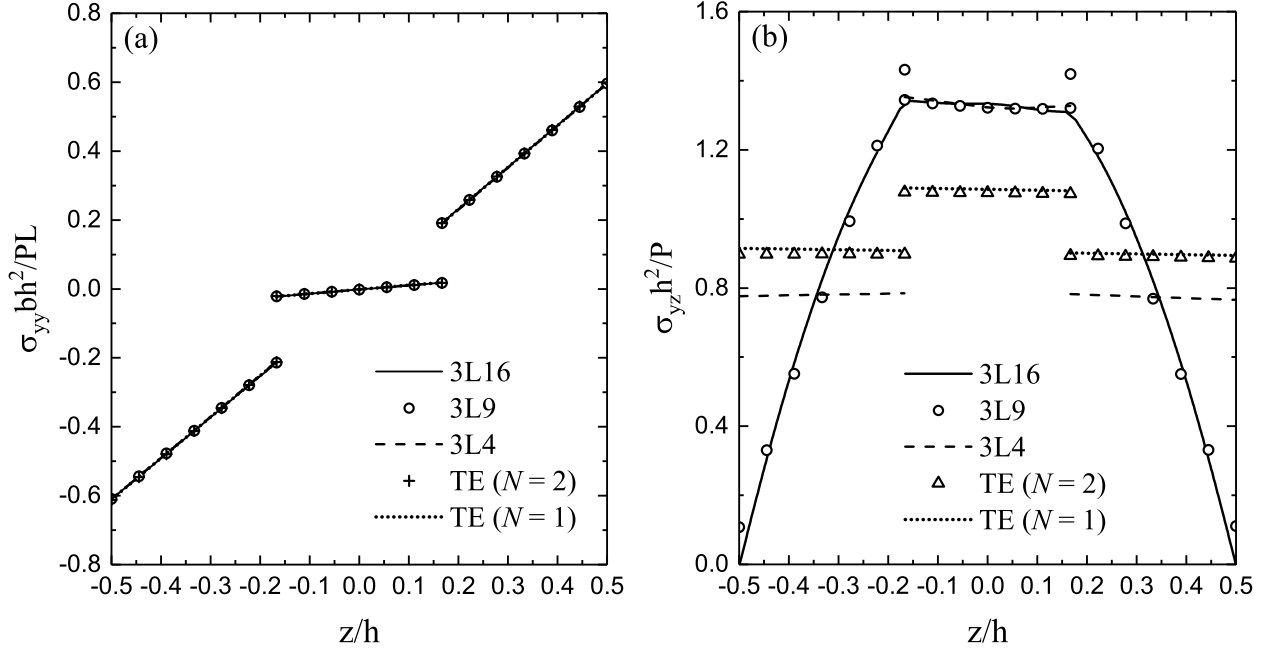 (a)
0.8
0.6
0.4
0.2
0.0
-0.2
-0.4
-0.6
-0.8
σyybh²/PL
3L16
3L9
3L4
TE (N = 2)
TE (N = 1)
-0.5 -0.4 -0.3 -0.2 -0.1 0.0 0.1 0.2 0.3 0.4 0.5
z/h
(b)
1.6
1.2
0.8
0.4
0.0
σyzh²/P
3L16
3L9
3L4
TE (N = 2)
TE (N = 1)
-0.5 -0.4 -0.3 -0.2 -0.1 0.0 0.1 0.2 0.3 0.4 0.5
z/h